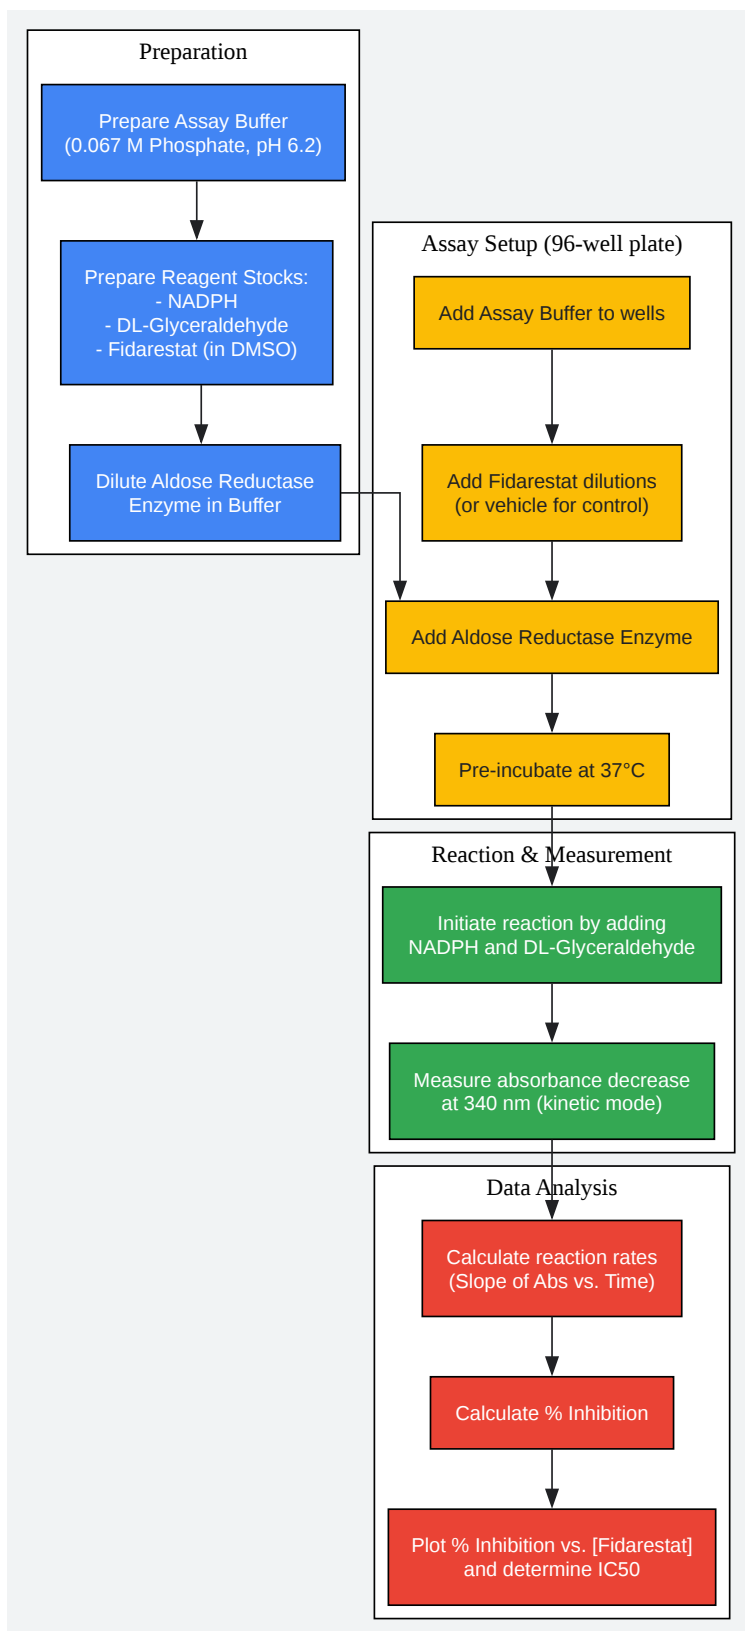 Preparation
Prepare Assay Buffer
(0.067 M Phosphate, pH 6.2)
Prepare Reagent Stocks:
- NADPH
- DL-Glyceraldehyde
- Fidarestat (in DMSO)
Dilute Aldose Reductase
Enzyme in Buffer
Assay Setup (96-well plate)
Add Assay Buffer to wells
Add Fidarestat dilutions
(or vehicle for control)
Add Aldose Reductase Enzyme
Pre-incubate at 37°C
Reaction & Measurement
Initiate reaction by adding
NADPH and DL-Glyceraldehyde
Measure absorbance decrease
at 340 nm (kinetic mode)
Data Analysis
Calculate reaction rates
(Slope of Abs vs. Time)
Calculate % Inhibition
Plot % Inhibition vs. [Fidarestat]
and determine IC50